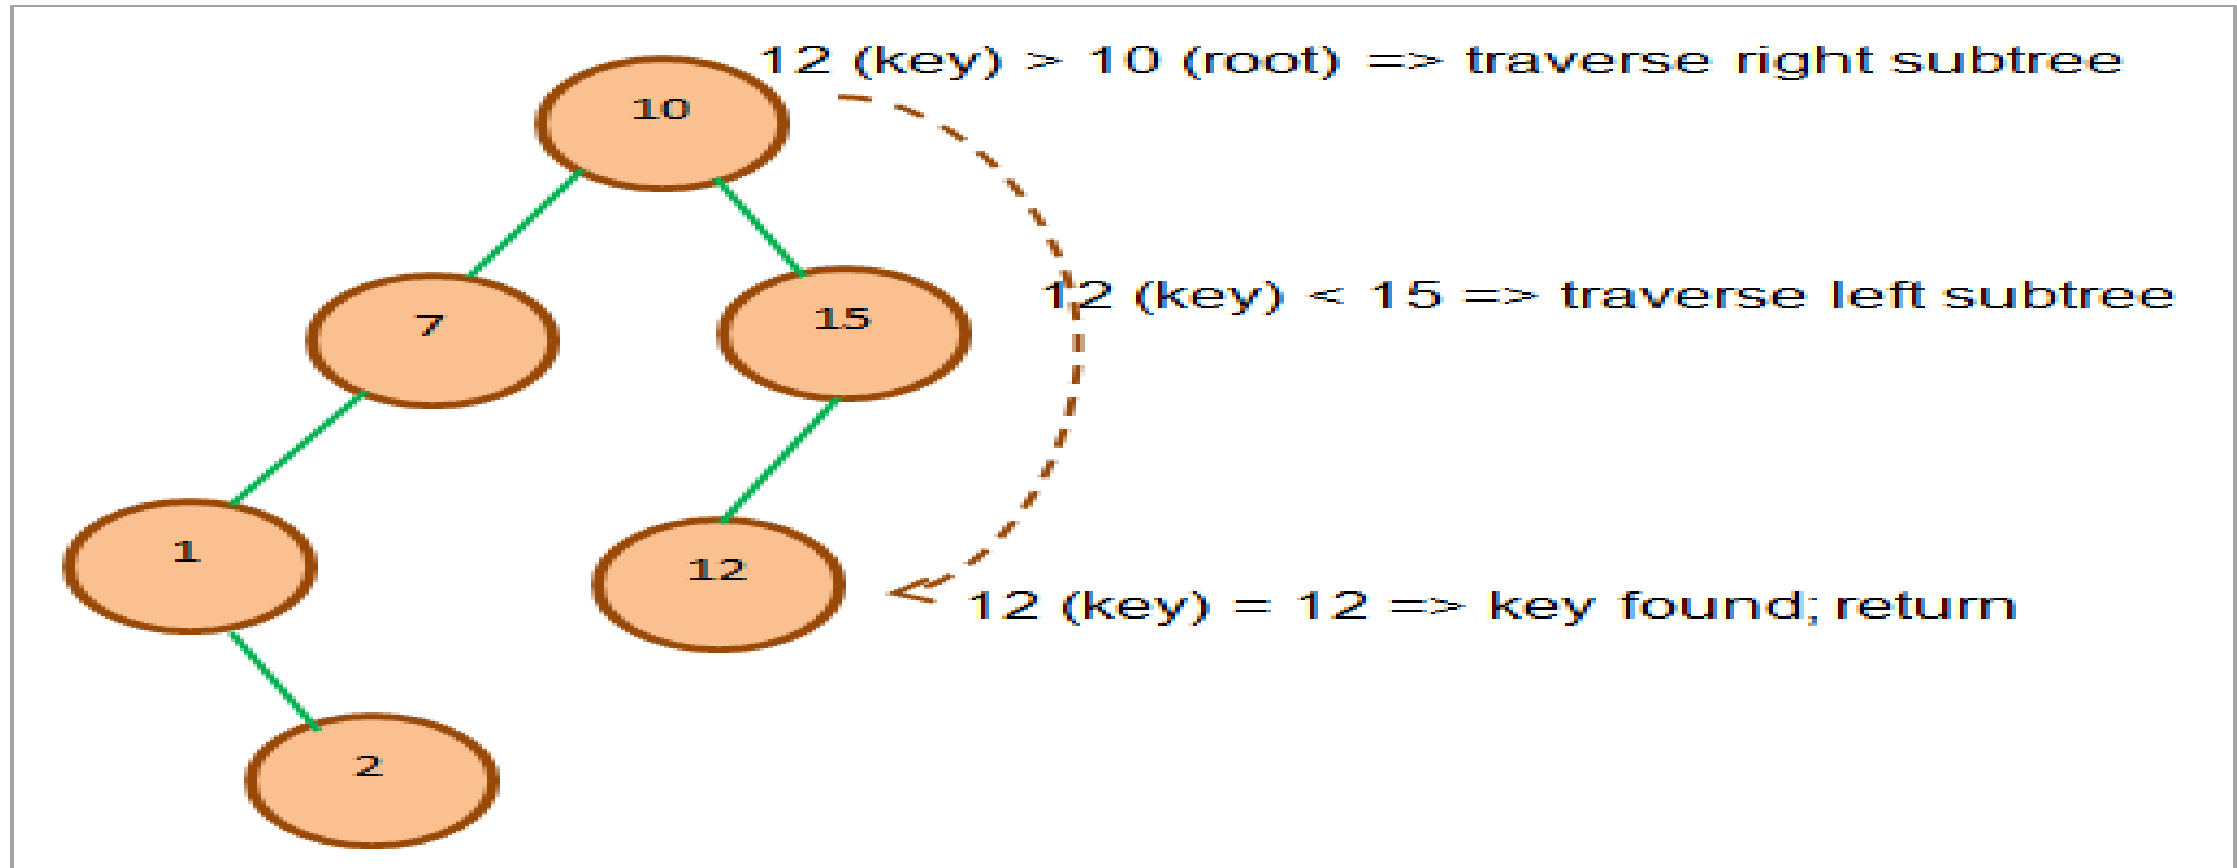 12 (key) > 10 (root) => traverse right subtree
10
12 (key) < 15 => traverse left subtree
7
15
1
12
12 (key) = 12 => key found; return
2